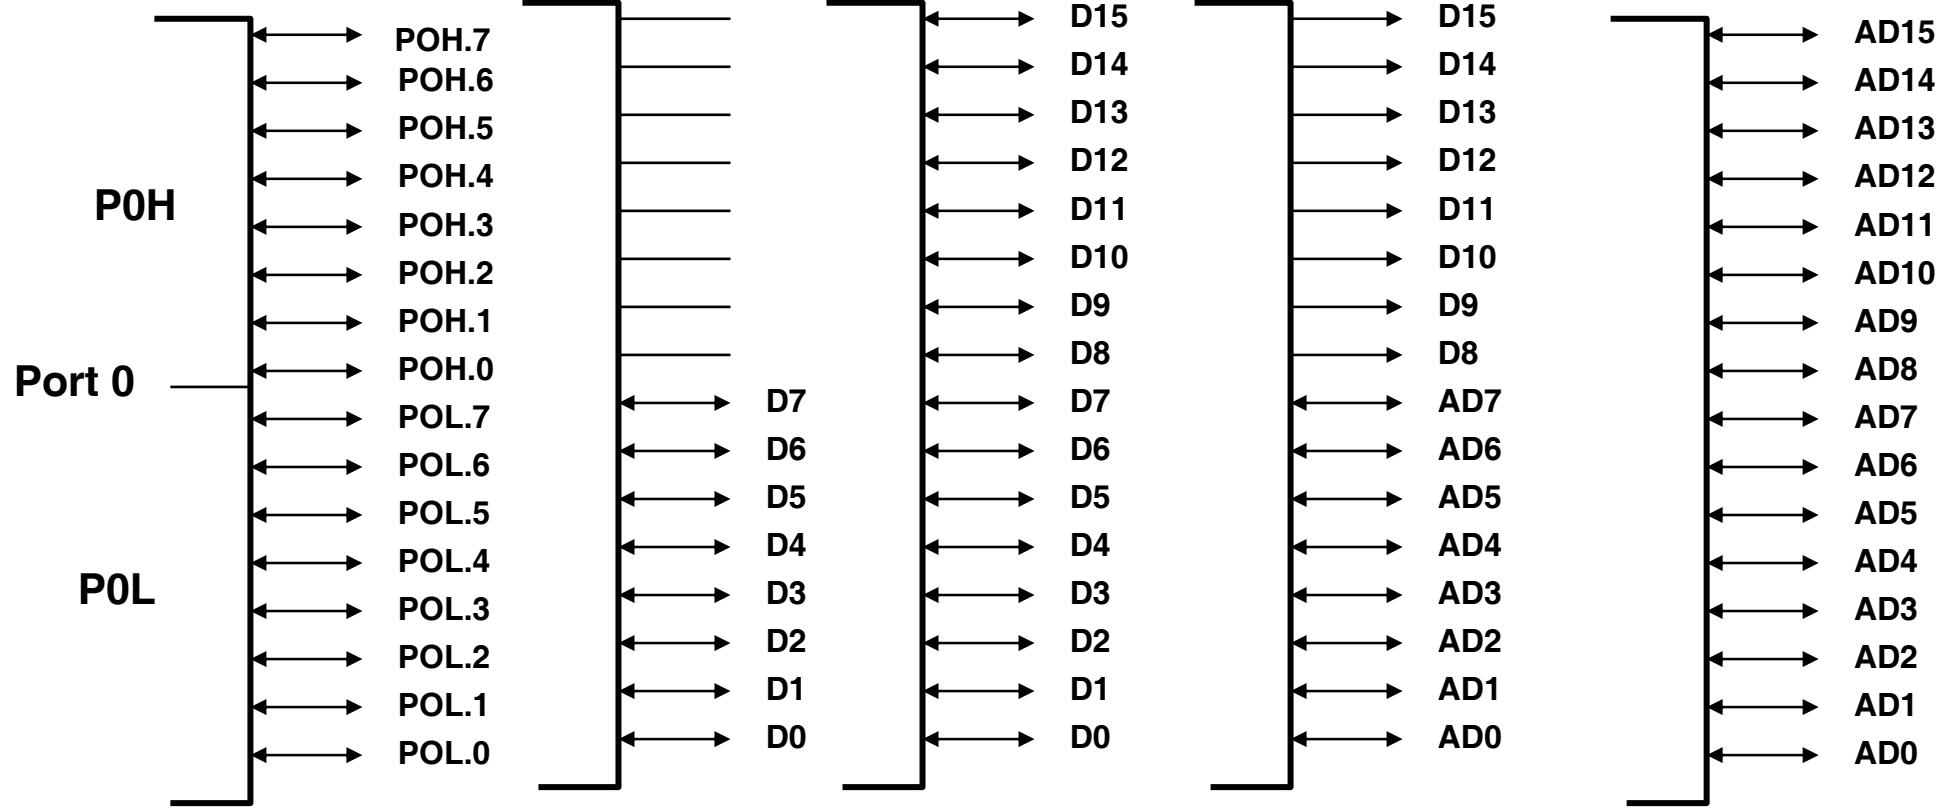 P0H
Port 0
P0L
POH.7
POH.6
POH.5
POH.4
POH.3
POH.2
POH.1
POH.0
POL.7
POL.6
POL.5
POL.4
POL.3
POL.2
POL.1
POL.0
D7
D6
D5
D4
D3
D2
D1
D0
D15
D14
D13
D12
D11
D10
D9
D8
D7
D6
D5
D4
D3
D2
D1
D0
D15
D14
D13
D12
D11
D10
D9
D8
AD7
AD6
AD5
AD4
AD3
AD2
AD1
AD0
AD15
AD14
AD13
AD12
AD11
AD10
AD9
AD8
AD7
AD6
AD5
AD4
AD3
AD2
AD1
AD0